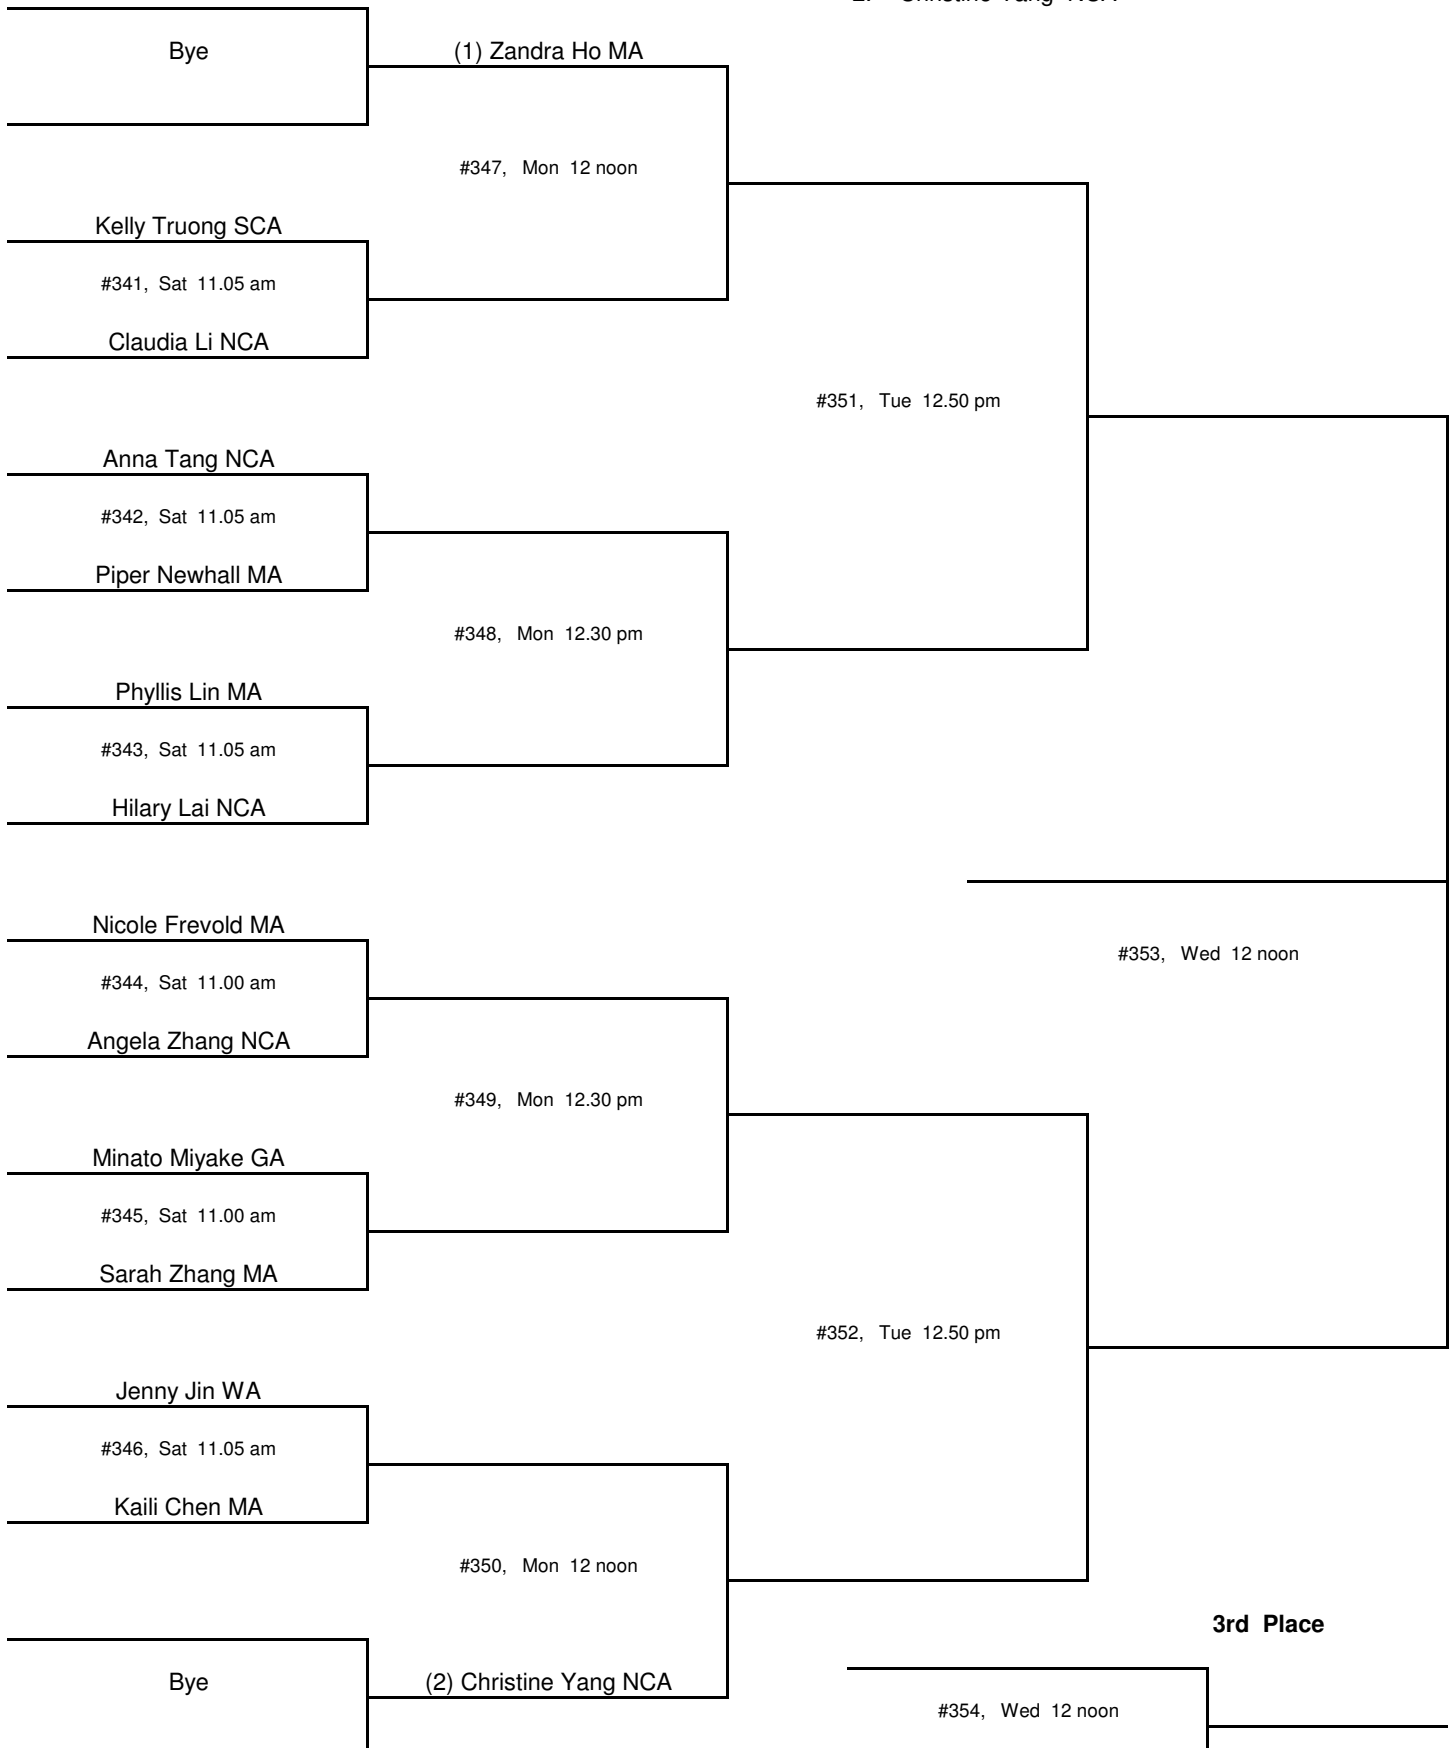 2. Christine Yang NCA
Bye
(1) Zandra Ho MA
#347, Mon 12 noon
Kelly Truong SCA
#341, Sat 11.05 am
Claudia Li NCA
#351, Tue 12.50 pm
Anna Tang NCA
#342, Sat 11.05 am
Piper Newhall MA
#348, Mon 12.30 pm
Phyllis Lin MA
#343, Sat 11.05 am
Hilary Lai NCA
Nicole Frevold MA
#353, Wed 12 noon
#344, Sat 11.00 am
Angela Zhang NCA
#349, Mon 12.30 pm
Minato Miyake GA
#345, Sat 11.00 am
Sarah Zhang MA
#352, Tue 12.50 pm
Jenny Jin WA
#346, Sat 11.05 am
Kaili Chen MA
#350, Mon 12 noon
3rd Place
Bye
(2) Christine Yang NCA
#354, Wed 12 noon